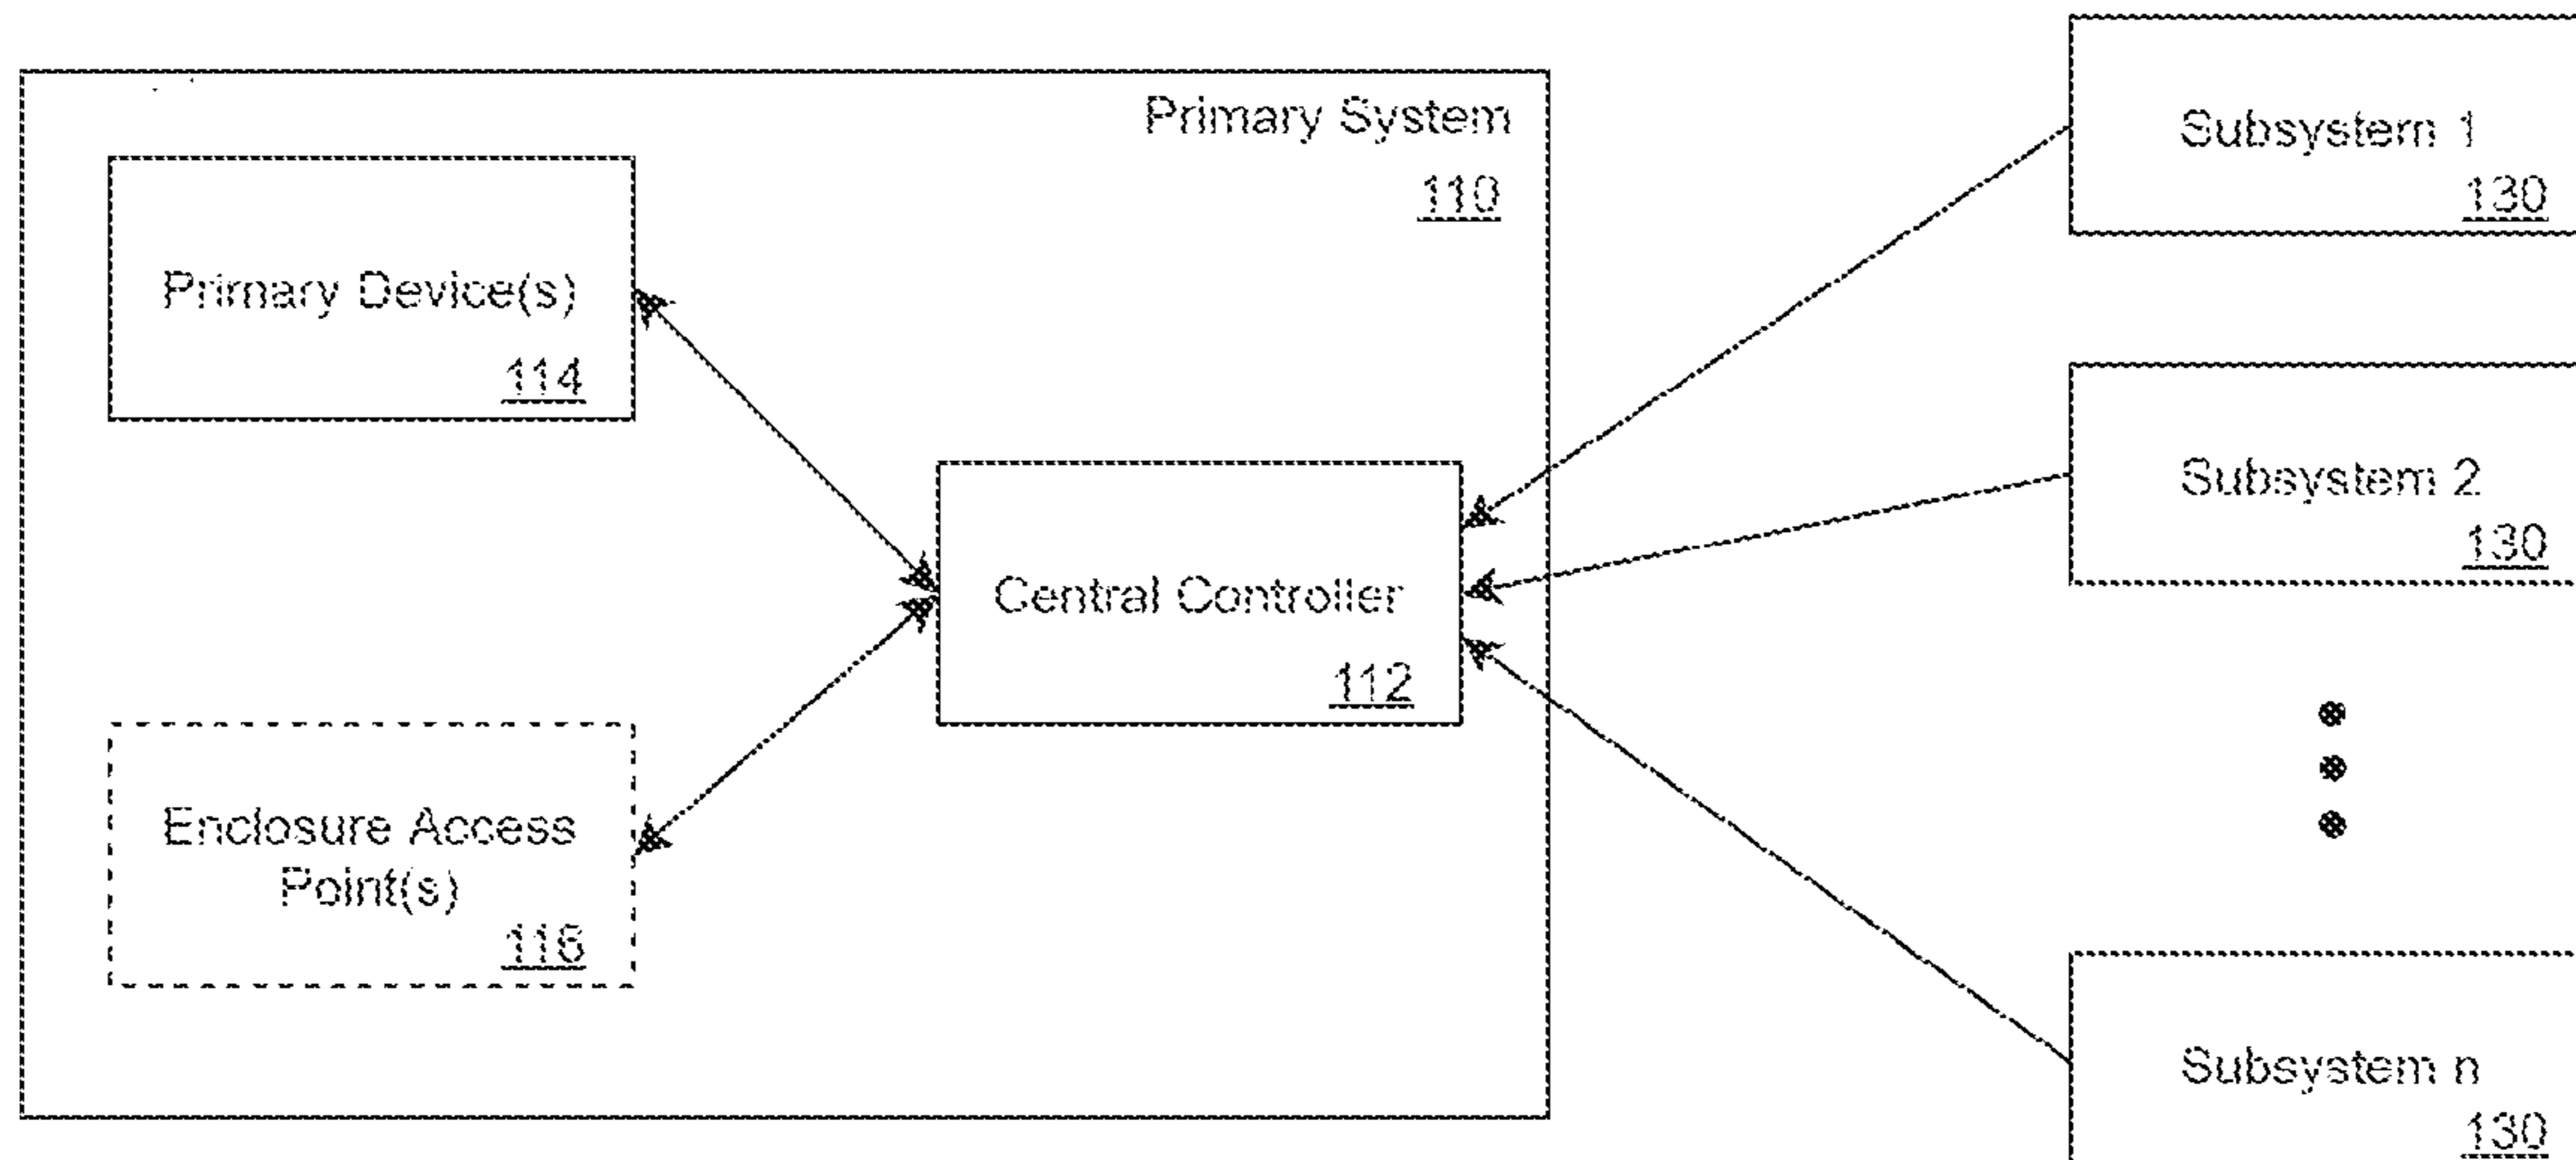 Primary System
110
Primary Device(s)
114
Central Controller
112
Enclosure Access
Point(s)
116
Subsystem 1
130
Subsystem 2
130
Subsystem n
130